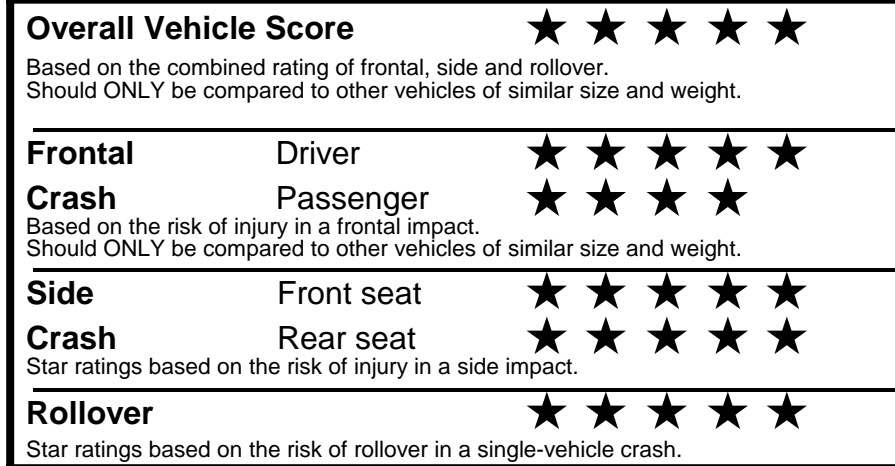 Overall Vehicle Score ★ ★ ★ ★ ★
Based on the combined rating of frontal, side and rollover.
Should ONLY be compared to other vehicles of similar size and weight.
Frontal Driver ★ ★ ★ ★ ★
Crash Passenger ★ ★ ★ ★
Based on the risk of injury in a frontal impact.
Should ONLY be compared to other vehicles of similar size and weight.
Side Front seat ★ ★ ★ ★ ★
Crash Rear seat ★ ★ ★ ★ ★
Star ratings based on the risk of injury in a side impact.
Rollover ★ ★ ★ ★ ★
Star ratings based on the risk of rollover in a single-vehicle crash.